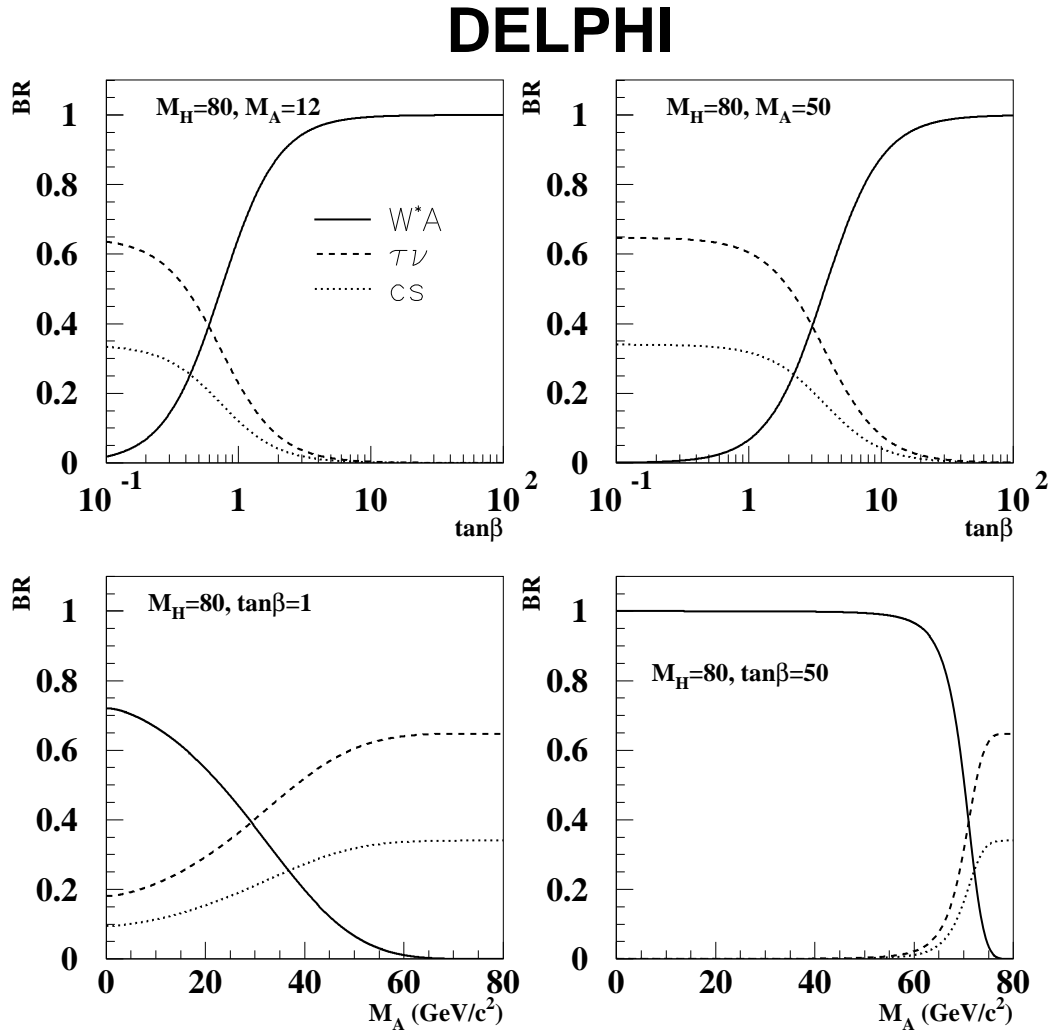 DELPHI
BR
M_H=80, M_A=12
1
0.8
0.6
0.4
0.2
0
W*A
τν
cs
10^-1
1
10
10^2
tanβ
BR
M_H=80, M_A=50
1
0.8
0.6
0.4
0.2
0
10^-1
1
10
10^2
tanβ
BR
M_H=80, tanβ=1
1
0.8
0.6
0.4
0.2
0
0
20
40
60
80
M_A (GeV/c²)
BR
M_H=80, tanβ=50
1
0.8
0.6
0.4
0.2
0
0
20
40
60
80
M_A (GeV/c²)